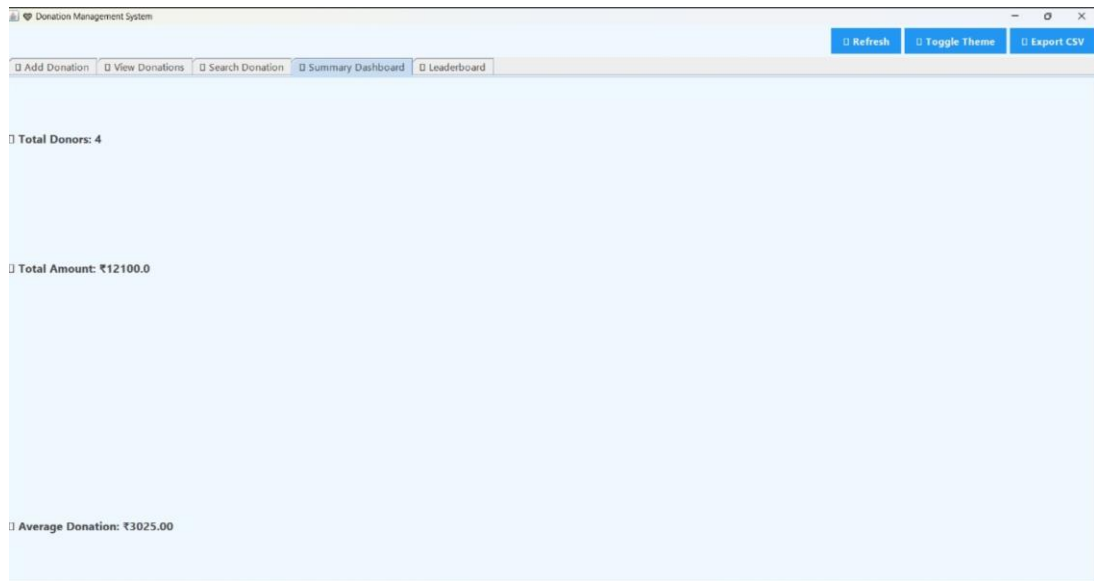 Donation Management System
Refresh Toggle Theme Export CSV
Add Donation View Donations Search Donation Summary Dashboard Leaderboard
Total Donors: 4
Total Amount: ₹12100.0
Average Donation: ₹3025.00